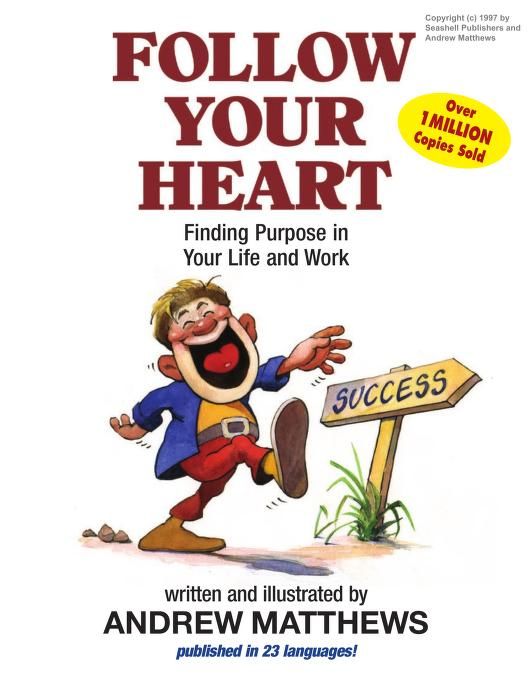 Copyright (c) 1997 by
Seashell Publishers and
Andrew Matthews
FOLLOW
YOUR
HEART
Over
1 MILLION
Copies Sold
Finding Purpose in
Your Life and Work
SUCCESS
written and illustrated by
ANDREW MATTHEWS
published in 23 languages!